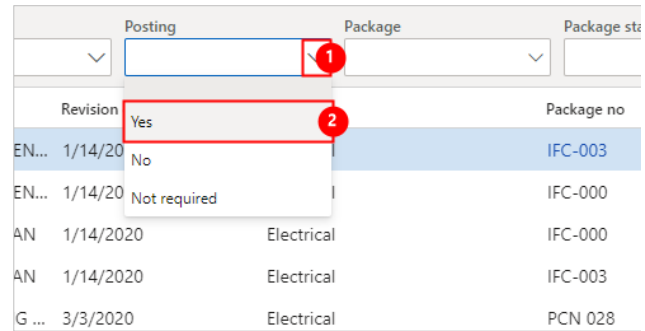 Posting Package Package sta
1
Revision Package no
Yes 2
EN... 1/14/20 IFC-003
No
EN... 1/14/20 IFC-000
Not required
AN 1/14/2020 Electrical IFC-000
AN 1/14/2020 Electrical IFC-003
G ... 3/3/2020 Electrical PCN 028